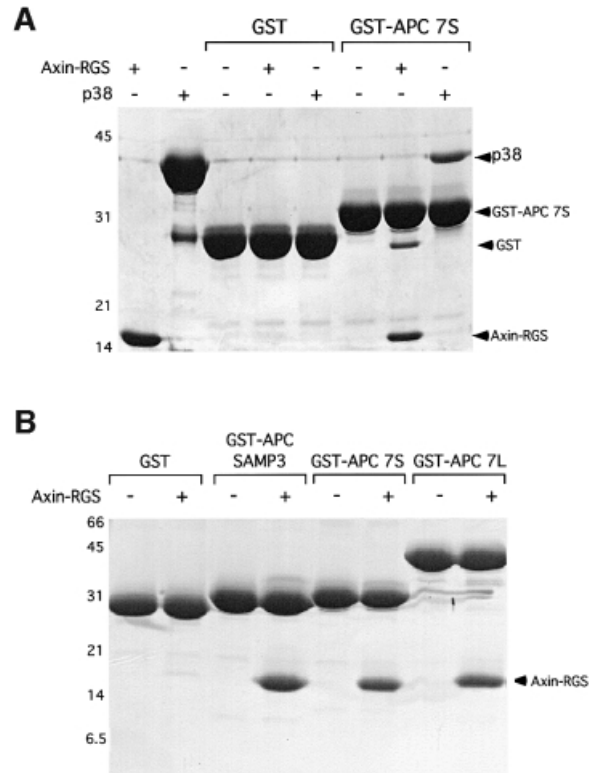 A
GST GST-APC 7S
Axin-RGS + - - + - - + -
p38 - + - - + - - +
45
p38
31
GST-APC 7S
GST
21
Axin-RGS
14
B
GST-APC
GST SAMP3 GST-APC 7S GST-APC 7L
Axin-RGS - + - + - + - +
66
45
31
21
Axin-RGS
14
6.5